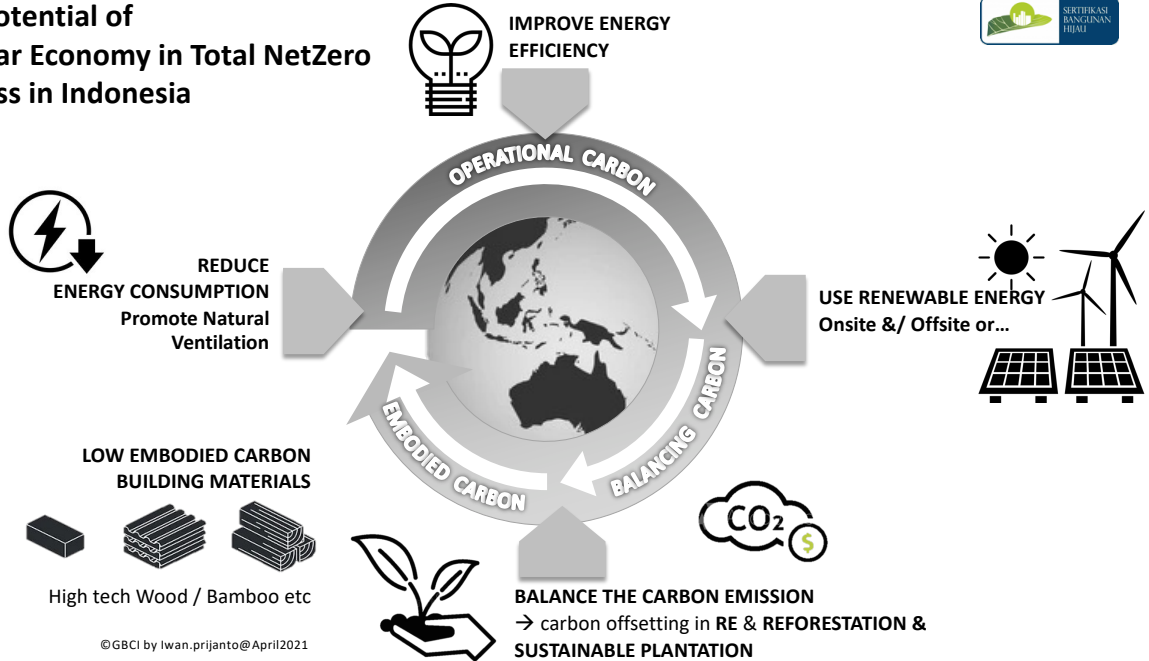 otential of
ar Economy in Total NetZero
ss in Indonesia
IMPROVE ENERGY
EFFICIENCY
SERTIFIKASI
BANGUNAN
HIJAU
OPERATIONAL CARBON
REDUCE
ENERGY CONSUMPTION
Promote Natural
Ventilation
USE RENEWABLE ENERGY
Onsite &/ Offsite or…
BALANCING CARBON
EMBODIED CARBON
LOW EMBODIED CARBON
BUILDING MATERIALS
High tech Wood / Bamboo etc
CO2
$
BALANCE THE CARBON EMISSION
→ carbon offsetting in RE & REFORESTATION &
SUSTAINABLE PLANTATION
©GBCI by Iwan.prijanto@April2021